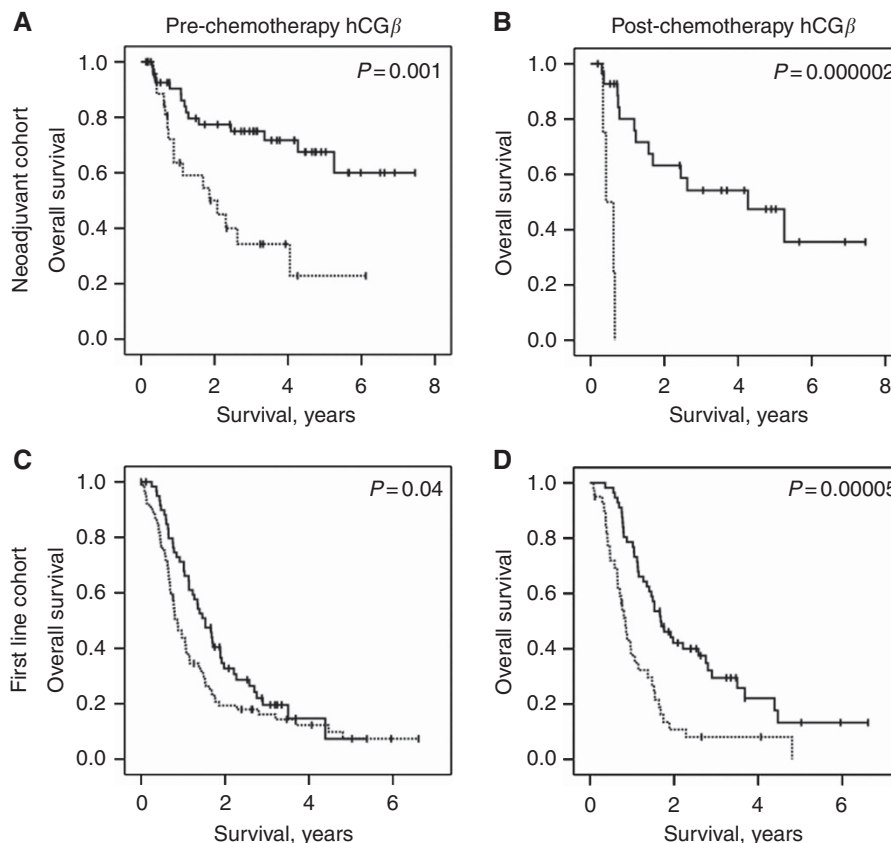 A
Pre-chemotherapy hCGβ
B
Post-chemotherapy hCGβ
Neoadjuvant cohort
Overall survival
1.0
0.8
0.6
0.4
0.2
0.0
P=0.001
0 2 4 6 8
Survival, years
Overall survival
1.0
0.8
0.6
0.4
0.2
0.0
P=0.000002
0 2 4 6 8
Survival, years
C
First line cohort
Overall survival
1.0
0.8
0.6
0.4
0.2
0.0
P=0.04
0 2 4 6
Survival, years
D
Overall survival
1.0
0.8
0.6
0.4
0.2
0.0
P=0.00005
0 2 4 6
Survival, years